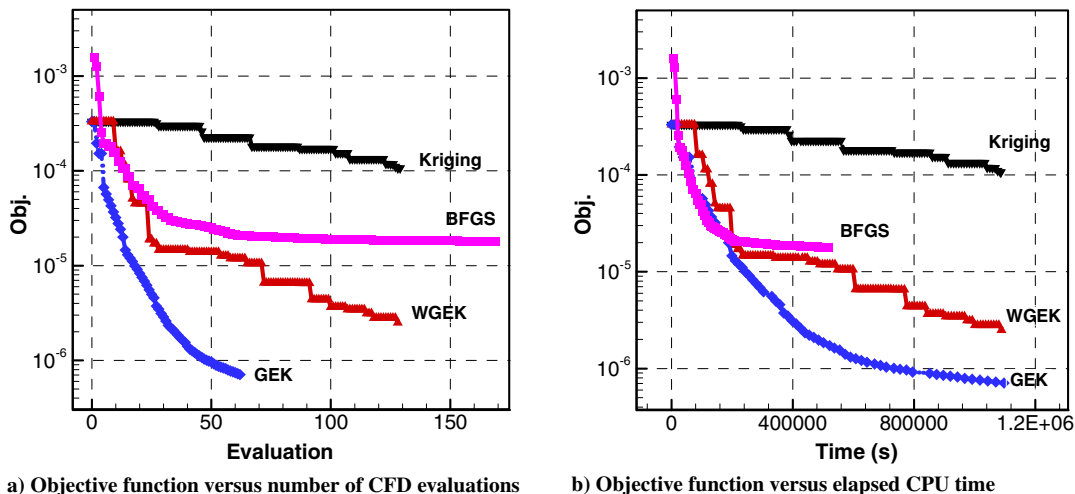 10^-3
10^-4
10^-5
10^-6
Obj.
Kriging
BFGS
WGEK
GEK
0
50
100
150
Evaluation
a) Objective function versus number of CFD evaluations
10^-3
10^-4
10^-5
10^-6
Obj.
Kriging
BFGS
WGEK
GEK
0
400000
800000
1.2E+06
Time (s)
b) Objective function versus elapsed CPU time